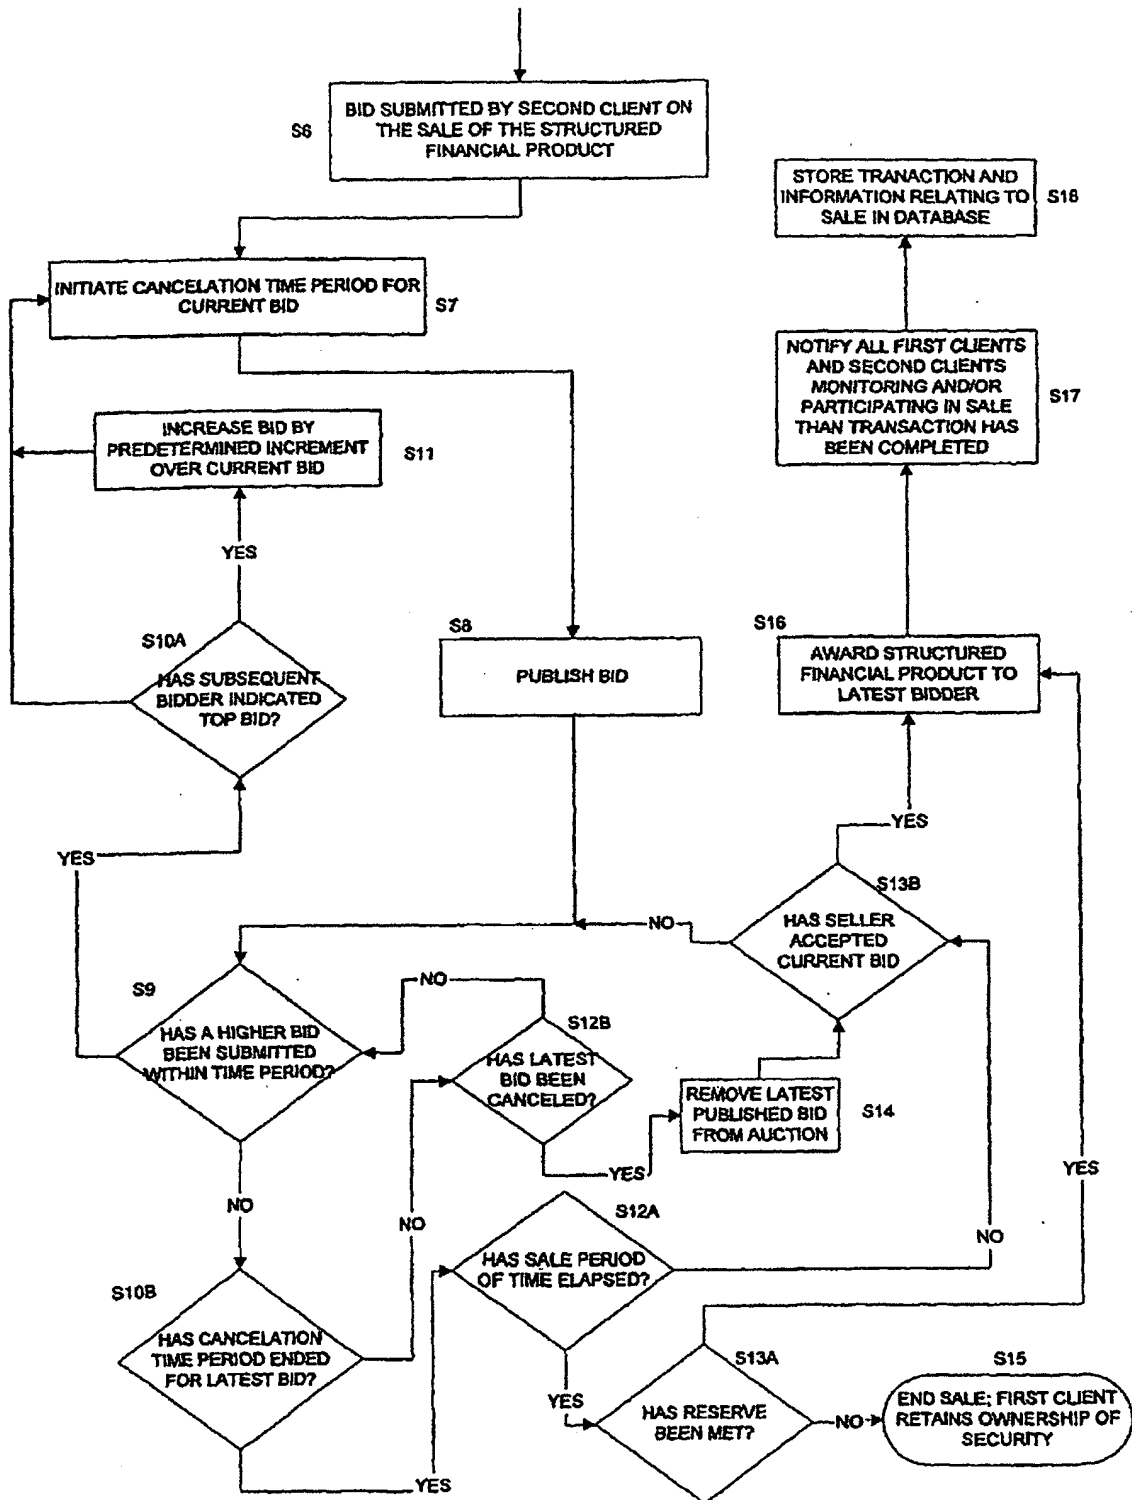 BID SUBMITTED BY SECOND CLIENT ON
THE SALE OF THE STRUCTURED
FINANCIAL PRODUCT
S6
INITIATE CANCELATION TIME PERIOD FOR
CURRENT BID
S7
INCREASE BID BY
PREDETERMINED INCREMENT
OVER CURRENT BID
S11
YES
S10A
HAS SUBSEQUENT
BIDDER INDICATED
TOP BID?
YES
S8
PUBLISH BID
S9
HAS A HIGHER BID
BEEN SUBMITTED
WITHIN TIME PERIOD?
NO
S10B
HAS CANCELATION
TIME PERIOD ENDED
FOR LATEST BID?
NO
YES
NO
S12B
HAS LATEST
BID BEEN
CANCELED?
YES
REMOVE LATEST
PUBLISHED BID
FROM AUCTION
S14
S12A
HAS SALE PERIOD
OF TIME ELAPSED?
YES
NO
S13B
HAS SELLER
ACCEPTED
CURRENT BID
NO
YES
S13A
HAS RESERVE
BEEN MET?
NO
YES
S15
END SALE; FIRST CLIENT
RETAINS OWNERSHIP OF
SECURITY
S16
AWARD STRUCTURED
FINANCIAL PRODUCT TO
LATEST BIDDER
NOTIFY ALL FIRST CLIENTS
AND SECOND CLIENTS
MONITORING AND/OR
PARTICIPATING IN SALE
THAN TRANSACTION HAS
BEEN COMPLETED
S17
STORE TRANACTION AND
INFORMATION RELATING TO
SALE IN DATABASE
S18